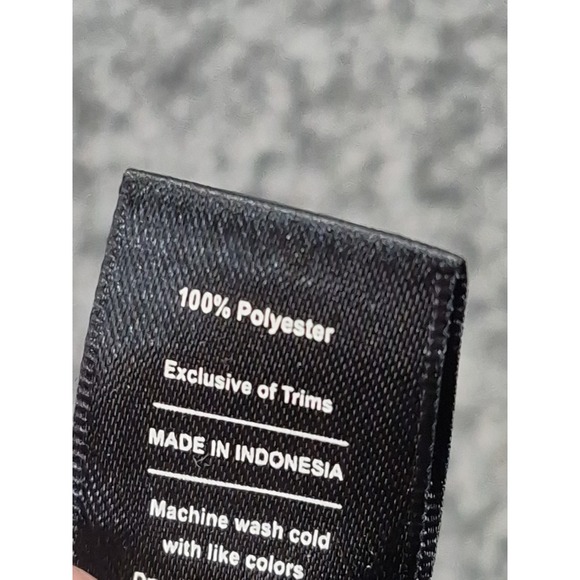 100% Polyester
Exclusive of Trims
MADE IN INDONESIA
Machine wash cold
with like colors